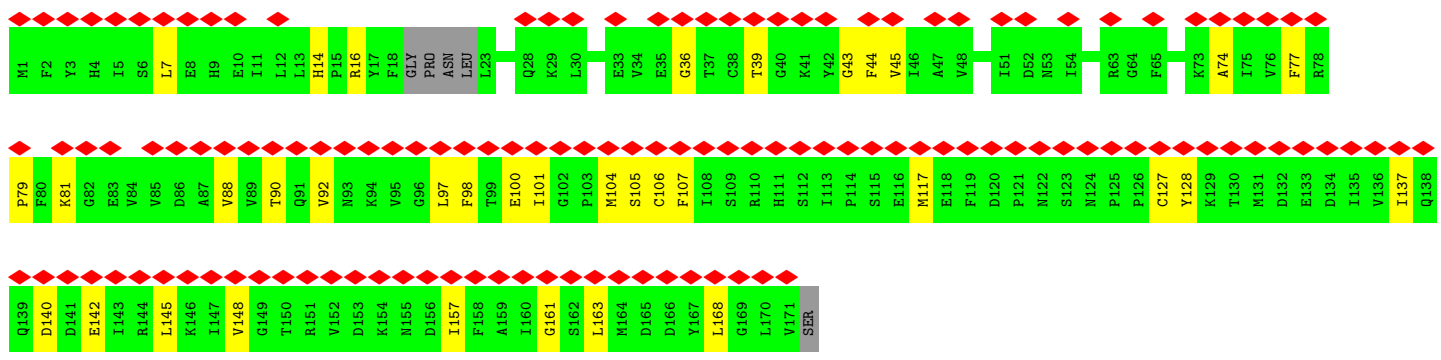 M1 F2 Y3 H4 I5 S6 L7 E8 H9 E10 I11 L12 L13 H14 P15 R16 Y17 F18 GLY PRO ASN LEU L23 Q28 K29 L30 E33 V34 E35 G36 T37 C38 T39 G40 K41 Y42 G43 F44 V45 I46 A47 V48 I51 D52 N53 I54 R63 G64 F65 K73 A74 I75 V76 F77 R78
P79 F80 K81 G82 E83 V84 V85 D86 A87 V88 V89 T90 Q91 V92 N93 K94 V95 G96 L97 F98 T99 E100 I101 G102 P103 M104 S105 C106 F107 I108 S109 R110 H111 S112 I113 P114 S115 E116 M117 E118 F119 D120 P121 N122 S123 N124 P125 P126 C127 Y128 K129 T130 M131 D132 E133 D134 I135 V136 I137 Q138
Q139 D140 D141 E142 I143 R144 L145 K146 I147 V148 G149 T150 R151 V152 D153 K154 N155 D156 I157 F158 A159 I160 G161 S162 L163 M164 D165 D166 Y167 L168 G169 L170 V171 SER